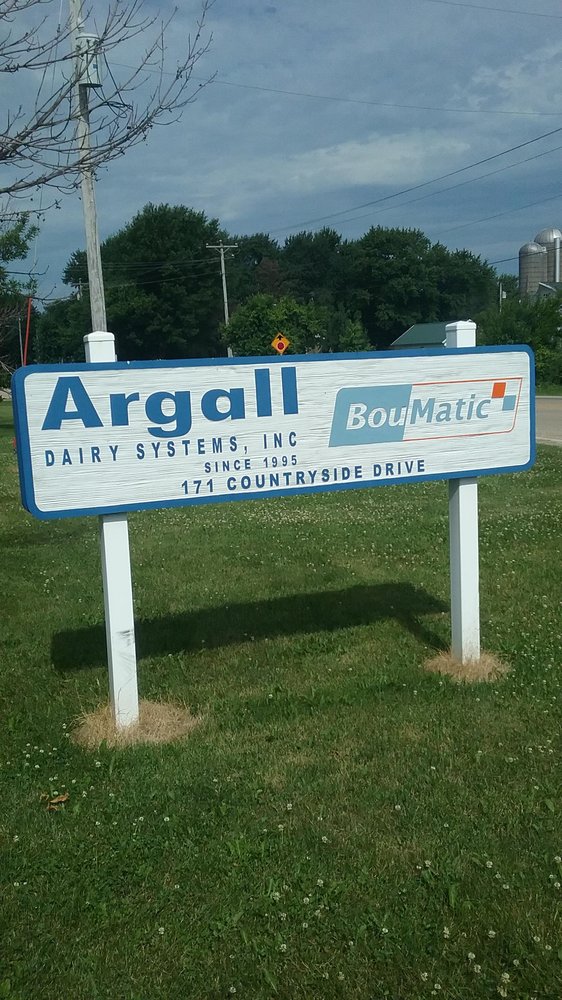 Argall
BouMatic
DAIRY SYSTEMS, INC
SINCE 1995
171 COUNTRYSIDE DRIVE